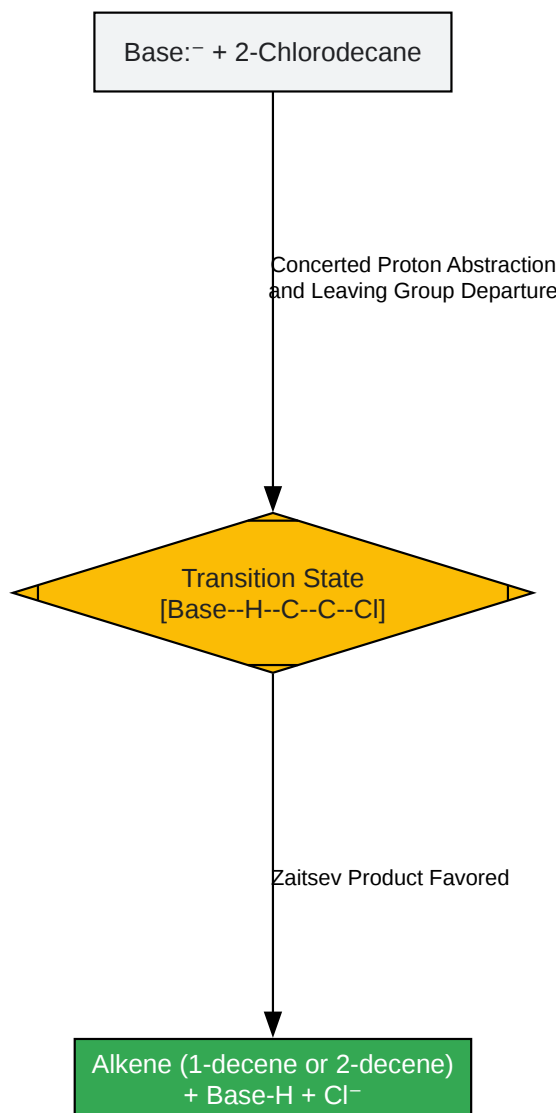 Base:⁻ + 2-Chlorodecane
Concerted Proton Abstraction
and Leaving Group Departure
Transition State
[Base--H--C--C--Cl]
Zaitsev Product Favored
Alkene (1-decene or 2-decene)
+ Base-H + Cl⁻